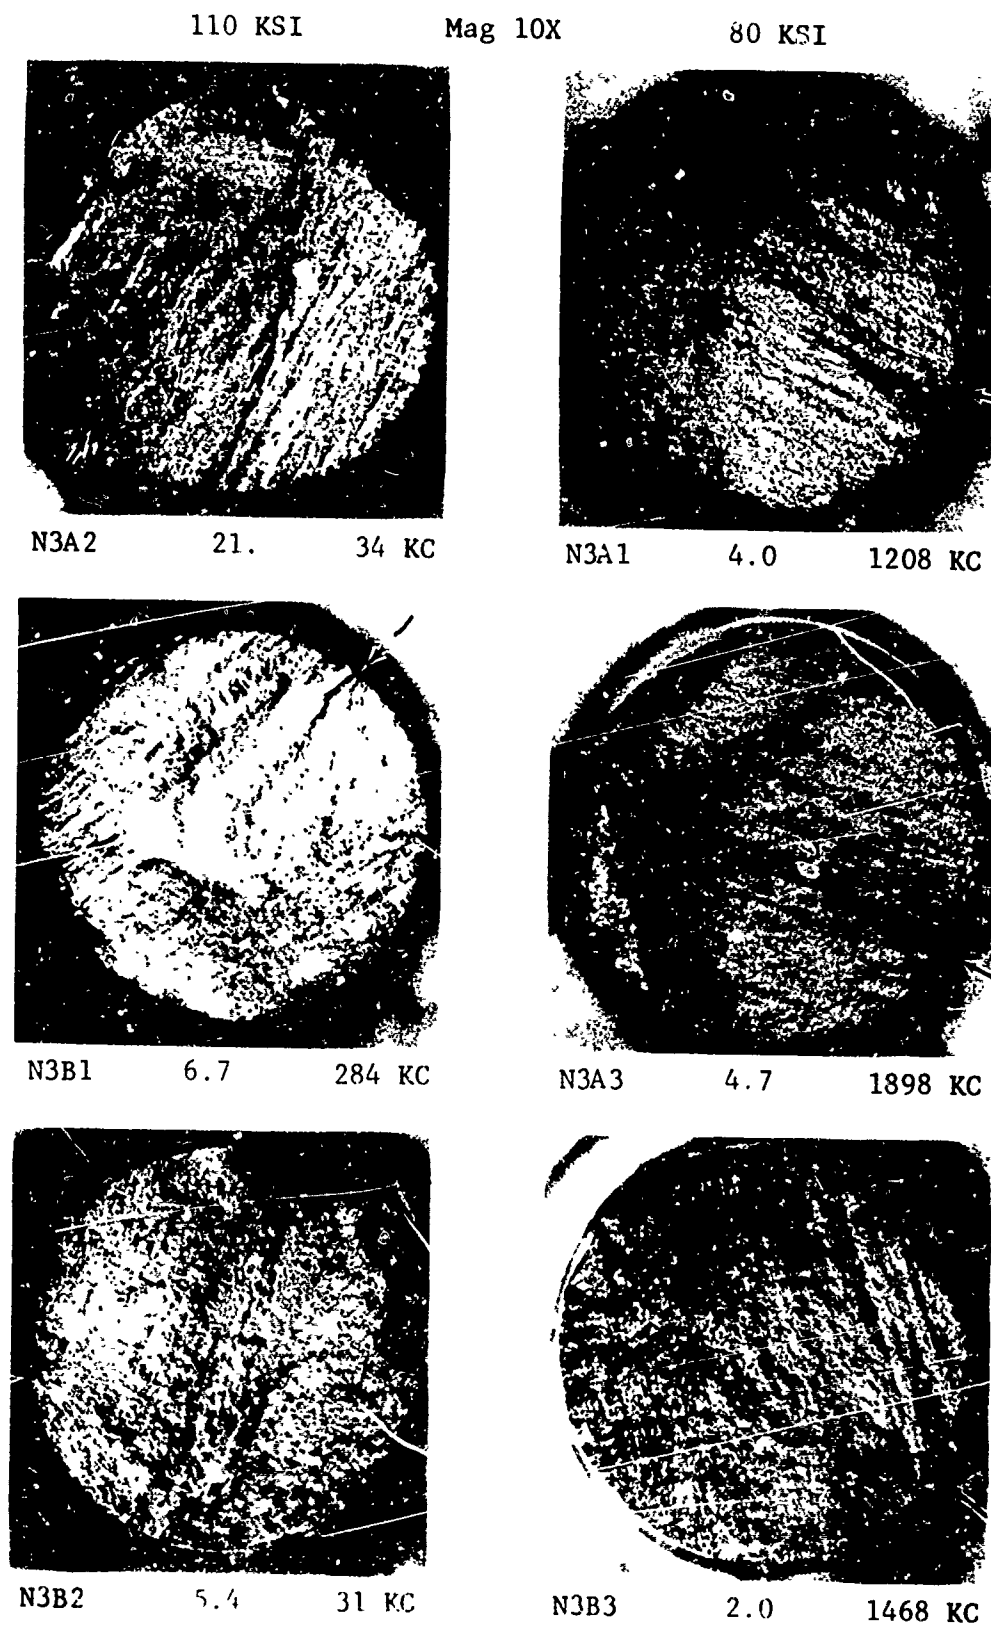 110 KSI Mag 10X 80 KSI
N3A2 21. 34 KC N3A1 4.0 1208 KC
N3B1 6.7 284 KC N3A3 4.7 1898 KC
N3B2 5.4 31 KC N3B3 2.0 1468 KC